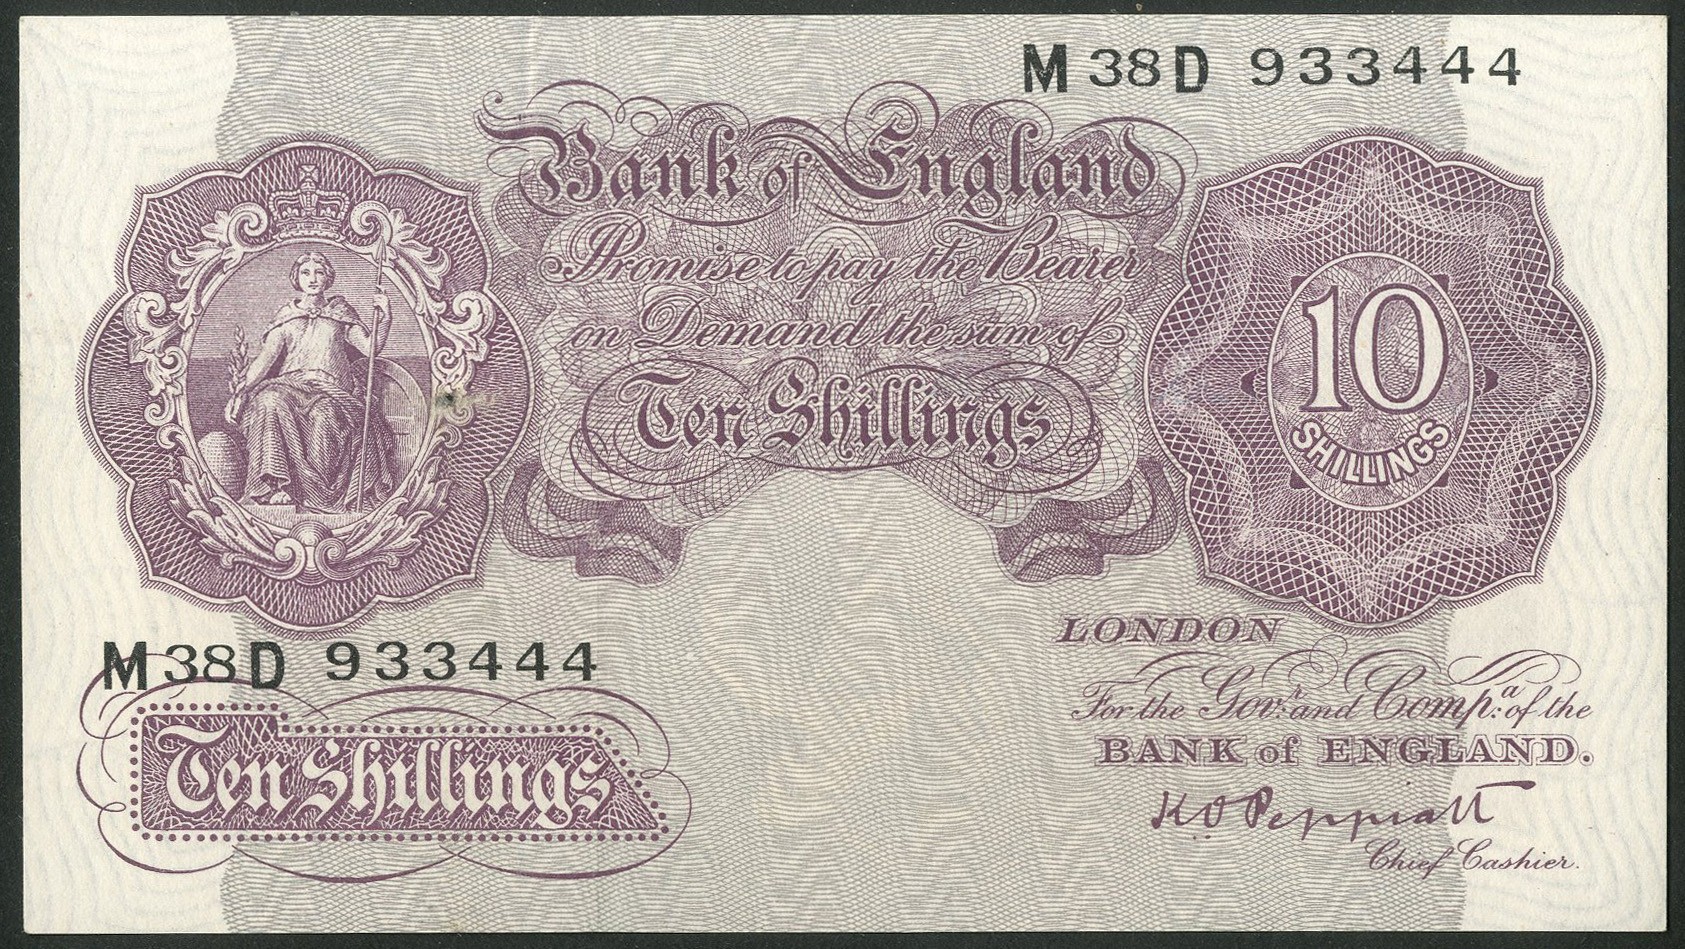 M38D 933444
Bank of England
Promise to pay the Bearer
on Demand the sum of
Ten Shillings
10
SHILLINGS
M38D 933444
Ten Shillings
LONDON
For the Govr. and Compa. of the
BANK of ENGLAND.
K O Peppiatt
Chief Cashier.